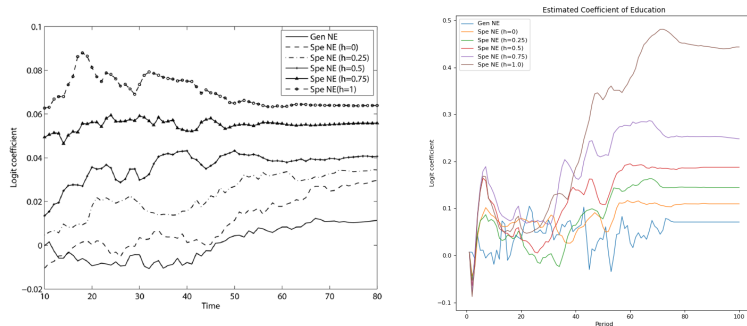 0.1
0.08
0.06
0.04
0.02
0
-0.02
Logit coefficient
10 20 30 40 50 60 70 80
Time
Gen NE
Spe NE (h=0)
Spe NE (h=0.25)
Spe NE (h=0.5)
Spe NE (h=0.75)
Spe NE(h=1)
Estimated Coefficient of Education
0.5
0.4
0.3
0.2
0.1
0.0
−0.1
Logit coefficient
0 20 40 60 80 100
Period
Gen NE
Spe NE (h=0)
Spe NE (h=0.25)
Spe NE (h=0.5)
Spe NE (h=0.75)
Spe NE (h=1.0)